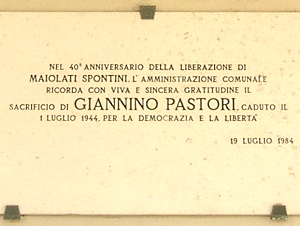 NEL 40° ANNIVERSARIO DELLA LIBERAZIONE DI
MAIOLATI SPONTINI, L'AMMINISTRAZIONE COMUNALE
RICORDA CON VIVA E SINCERA GRATITUDINE IL
SACRIFICIO DI GIANNINO PASTORI, CADUTO IL
1 LUGLIO 1944, PER LA DEMOCRAZIA E LA LIBERTA'
19 LUGLIO 1984